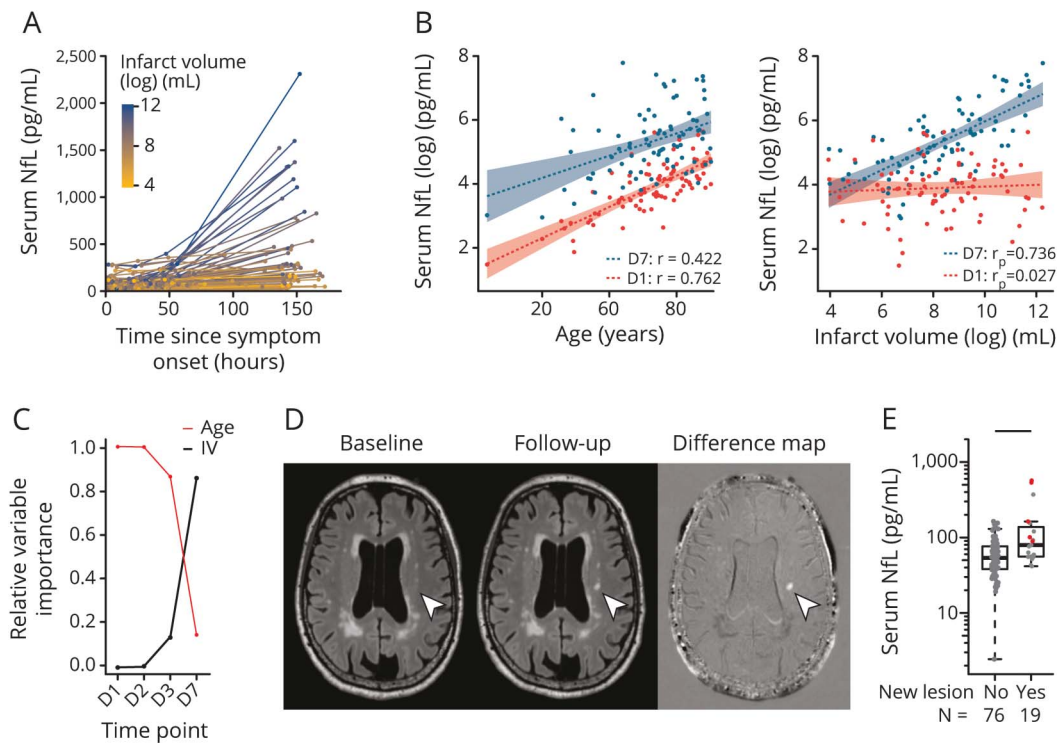 A
Serum NfL (pg/mL)
2,500
2,000
1,500
1,000
500
0
Infarct volume
(log) (mL)
12
8
4
0
50
100
150
Time since symptom
onset (hours)
B
Serum NfL (log) (pg/mL)
8
6
4
2
D7: r = 0.422
D1: r = 0.762
20
40
60
80
Age (years)
Serum NfL (log) (pg/mL)
8
6
4
2
D7: rp=0.736
D1: rp=0.027
4
6
8
10
12
Infarct volume (log) (mL)
C
Age
IV
Relative variable
importance
1.0
0.8
0.6
0.4
0.2
0.0
D1
D2
D3
D7
Time point
D
Baseline
Follow-up
Difference map
E
Serum NfL (pg/mL)
1,000
100
10
New lesion No Yes
N = 76 19